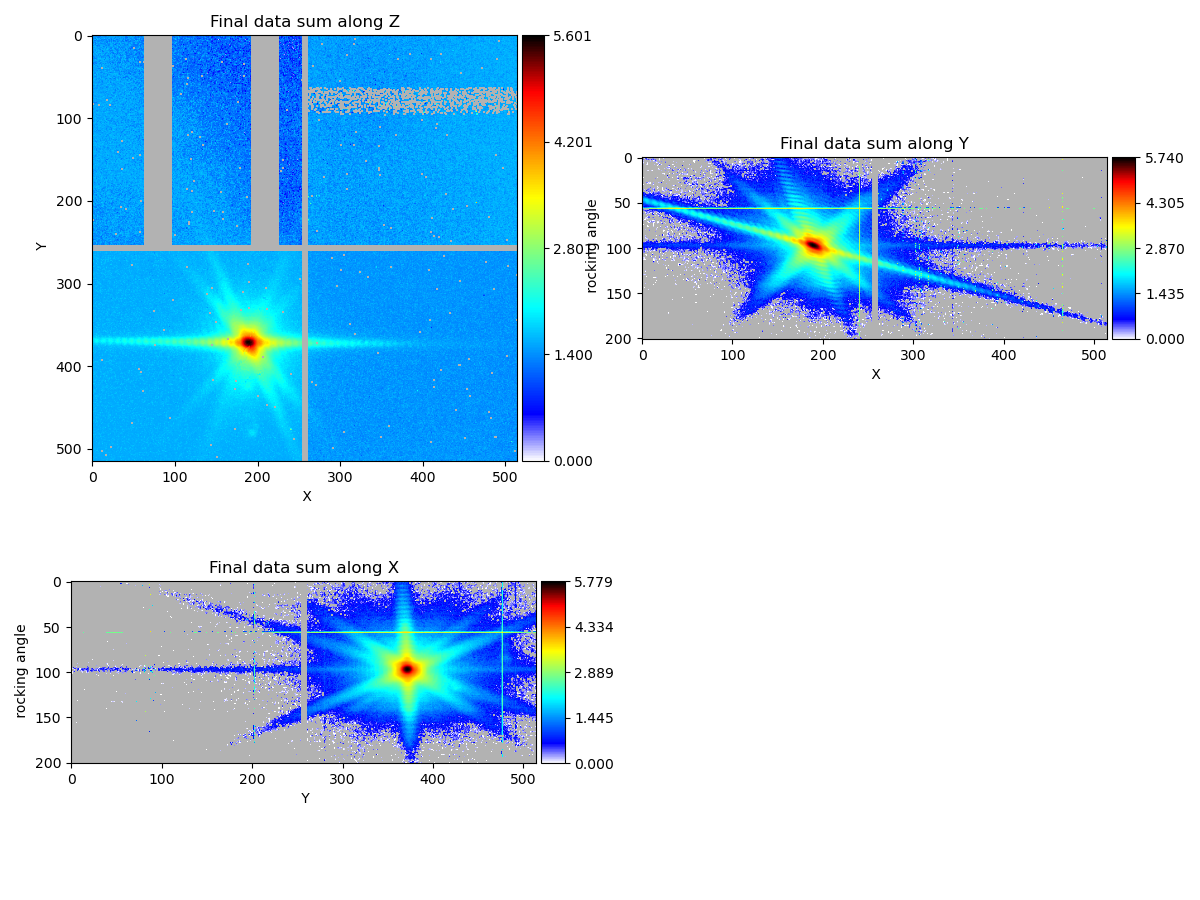 Final data sum along Z
0
100
200
300
400
500
Y
0 100 200 300 400 500
X
5.601
4.201
2.801
1.400
0.000
Final data sum along Y
0
50
100
150
200
rocking angle
0 100 200 300 400 500
X
5.740
4.305
2.870
1.435
0.000
Final data sum along X
0
50
100
150
200
rocking angle
0 100 200 300 400 500
Y
5.779
4.334
2.889
1.445
0.000